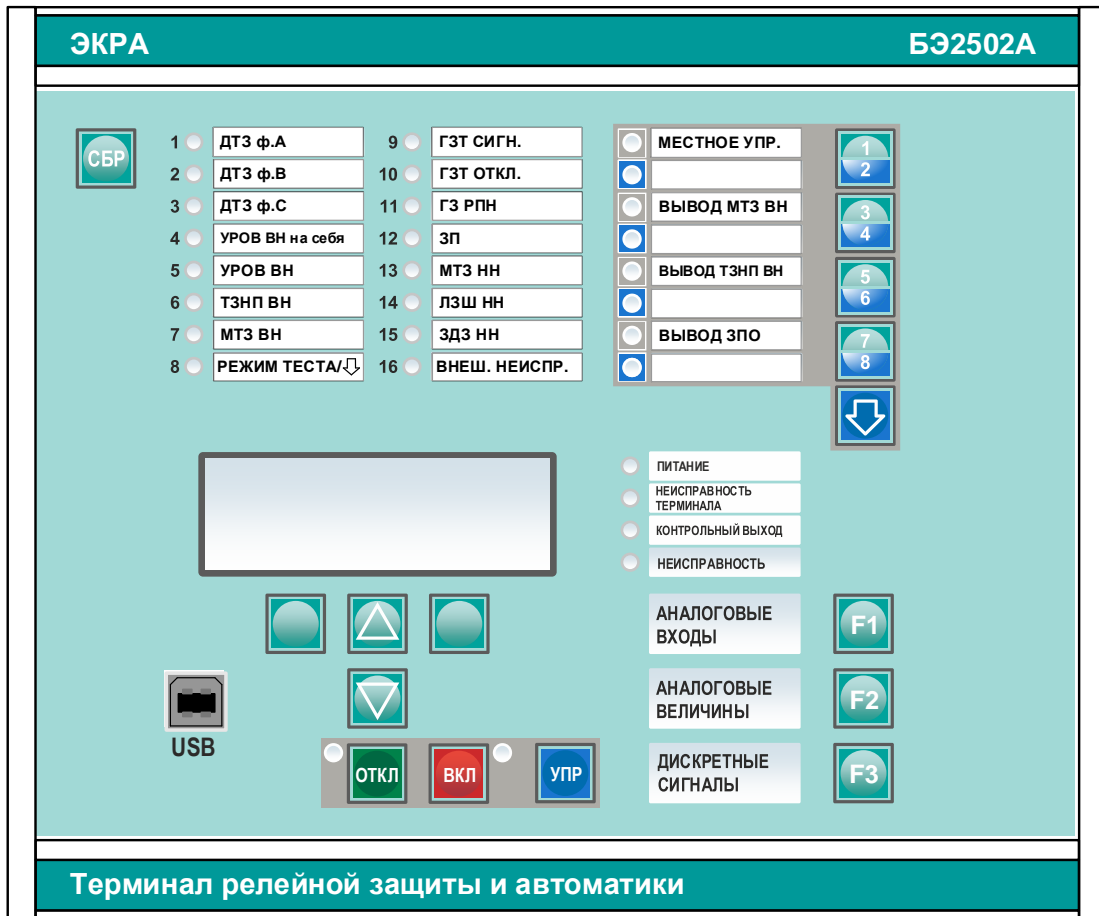 ЭКРА БЭ2502А
СБР
1 ДТЗ ф.А
2 ДТЗ ф.В
3 ДТЗ ф.С
4 УРОВ ВН на себя
5 УРОВ ВН
6 ТЗНП ВН
7 МТЗ ВН
8 РЕЖИМ ТЕСТА/
9 ГЗТ СИГН.
10 ГЗТ ОТКЛ.
11 ГЗ РПН
12 ЗП
13 МТЗ НН
14 ЛЗШ НН
15 ЗДЗ НН
16 ВНЕШ. НЕИСПР.
МЕСТНОЕ УПР.
ВЫВОД МТЗ ВН
ВЫВОД ТЗНП ВН
ВЫВОД ЗПО
1
2
3
4
5
6
7
8
ПИТАНИЕ
НЕИСПРАВНОСТЬ
ТЕРМИНАЛА
КОНТРОЛЬНЫЙ ВЫХОД
НЕИСПРАВНОСТЬ
АНАЛОГОВЫЕ
ВХОДЫ
F1
АНАЛОГОВЫЕ
ВЕЛИЧИНЫ
F2
ДИСКРЕТНЫЕ
СИГНАЛЫ
F3
USB
ОТКЛ ВКЛ УПР
Терминал релейной защиты и автоматики